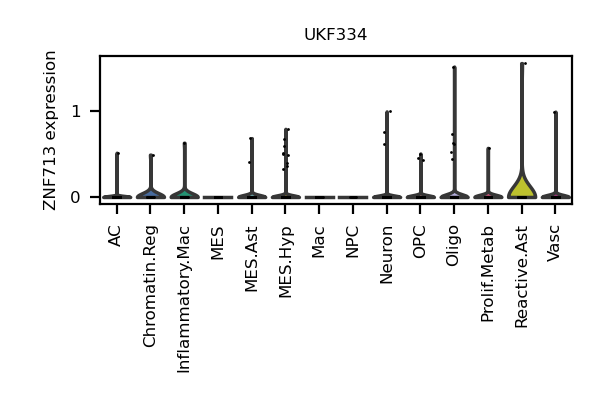 UKF334
ZNF713 expression
1
0
AC
Chromatin.Reg
Inflammatory.Mac
MES
MES.Ast
MES.Hyp
Mac
NPC
Neuron
OPC
Oligo
Prolif.Metab
Reactive.Ast
Vasc